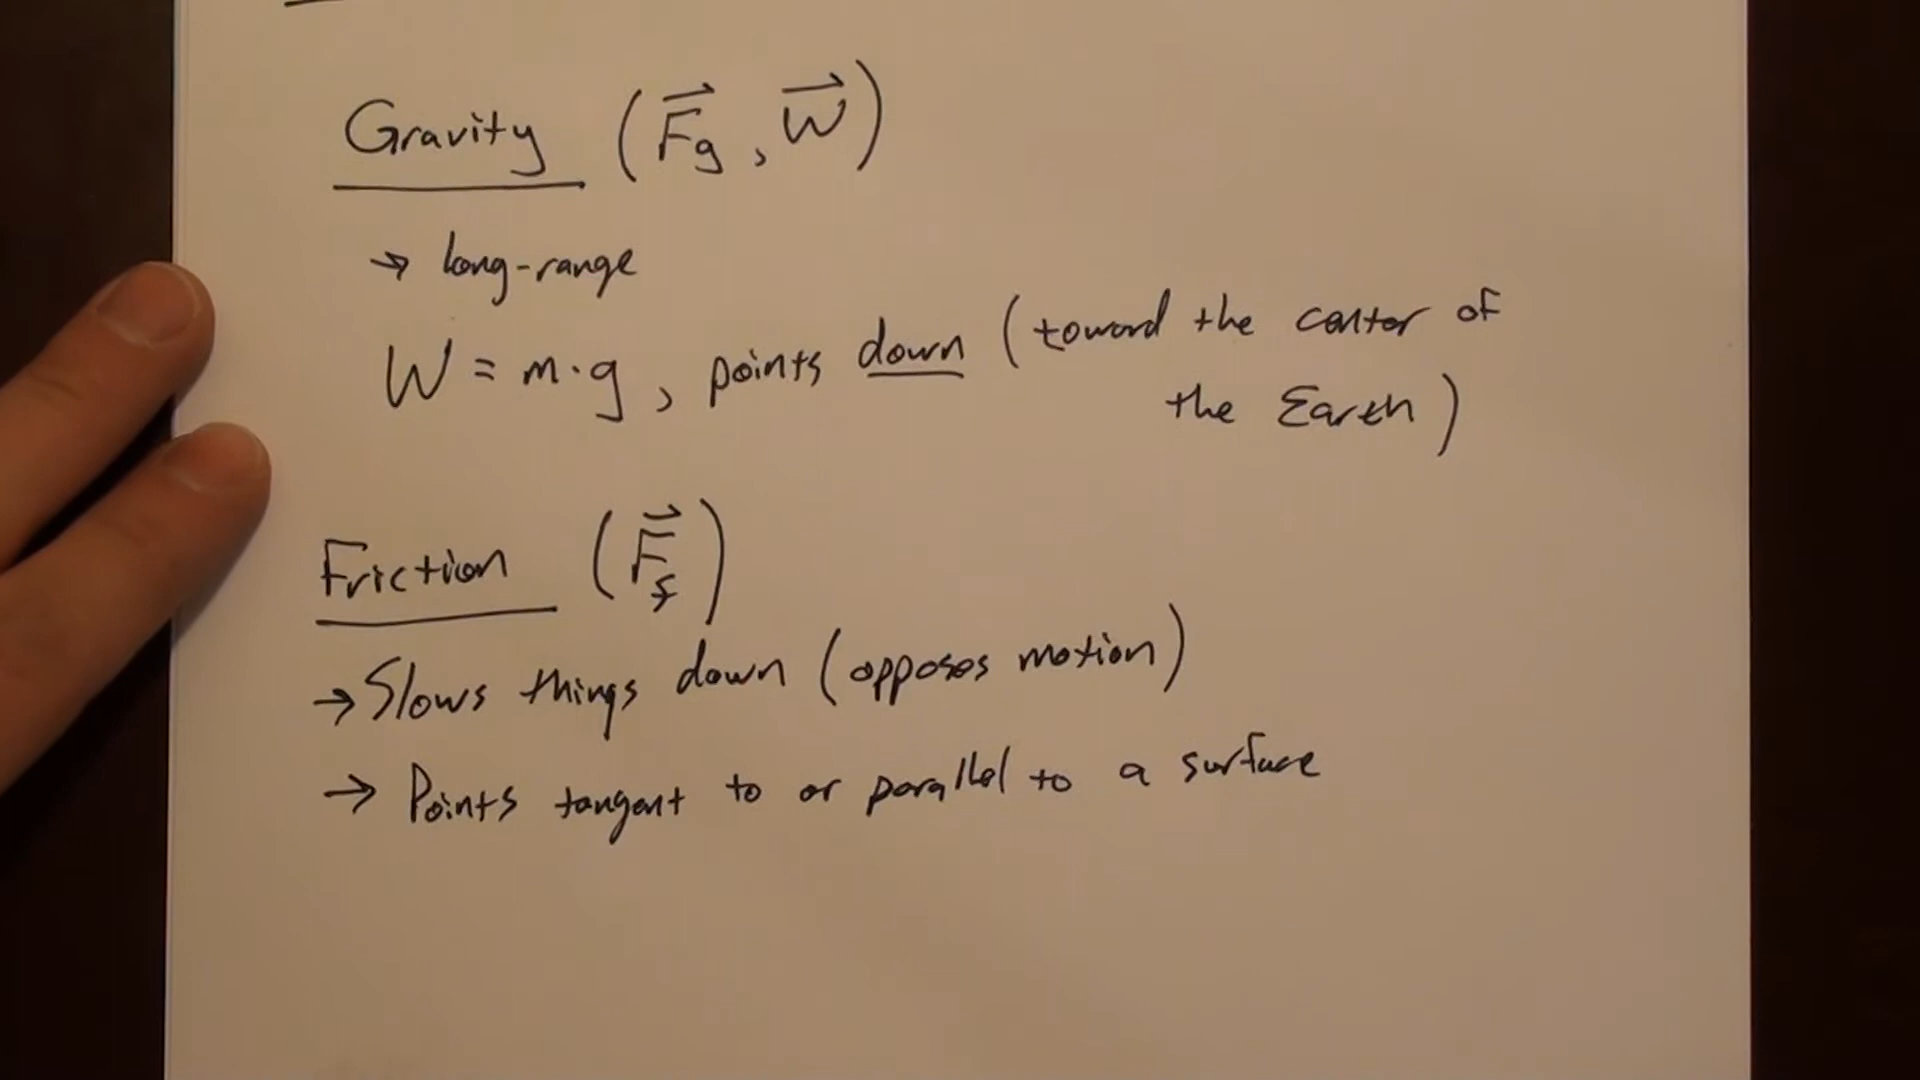 Gravity (F⃗g, W⃗)
→ long-range
W = m·g, points down (toward the center of
the Earth)
Friction (F⃗f)
→ Slows things down (opposes motion)
→ Points tangent to or parallel to a surface